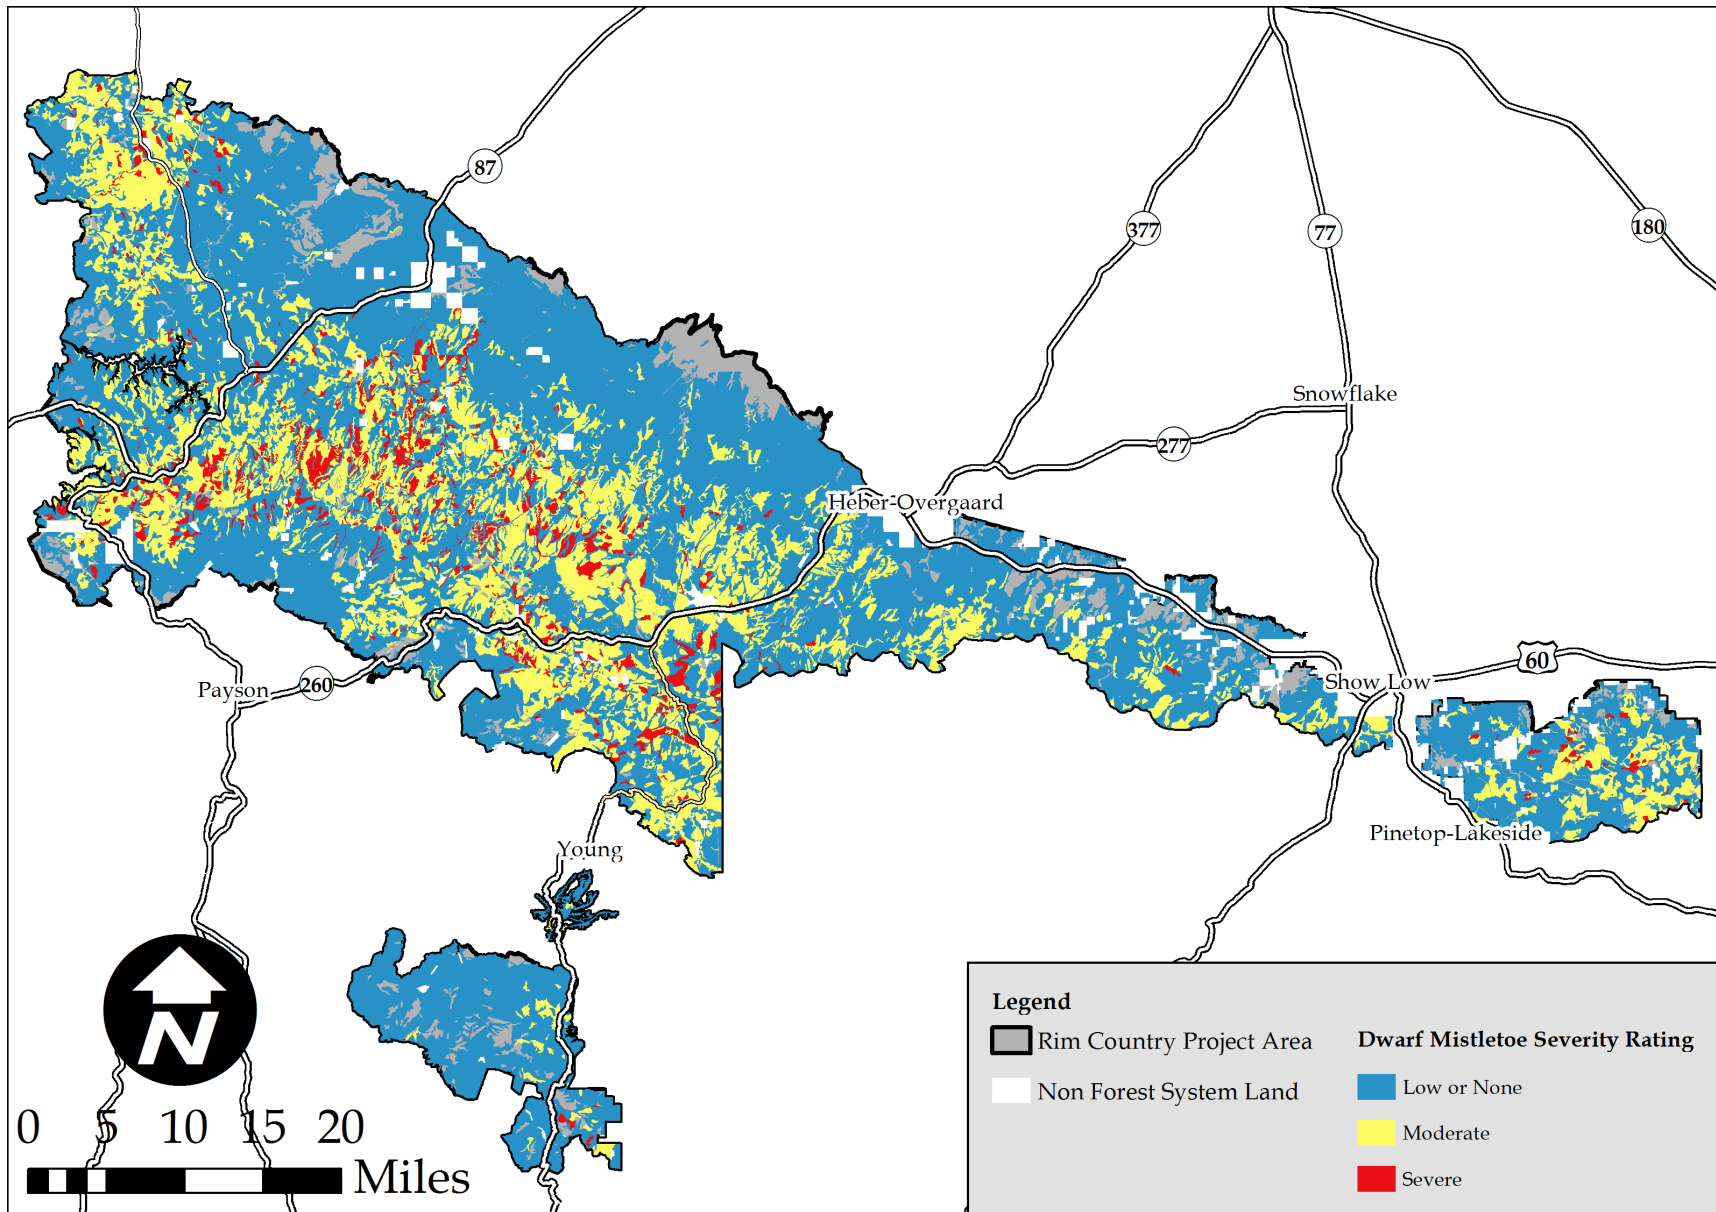 87
377
77
180
Snowflake
277
Heber-Overgaard
60
Payson
260
Show Low
Pinetop-Lakeside
Young
N
0 5 10 15 20
Miles
Legend
Rim Country Project Area
Non Forest System Land
Dwarf Mistletoe Severity Rating
Low or None
Moderate
Severe